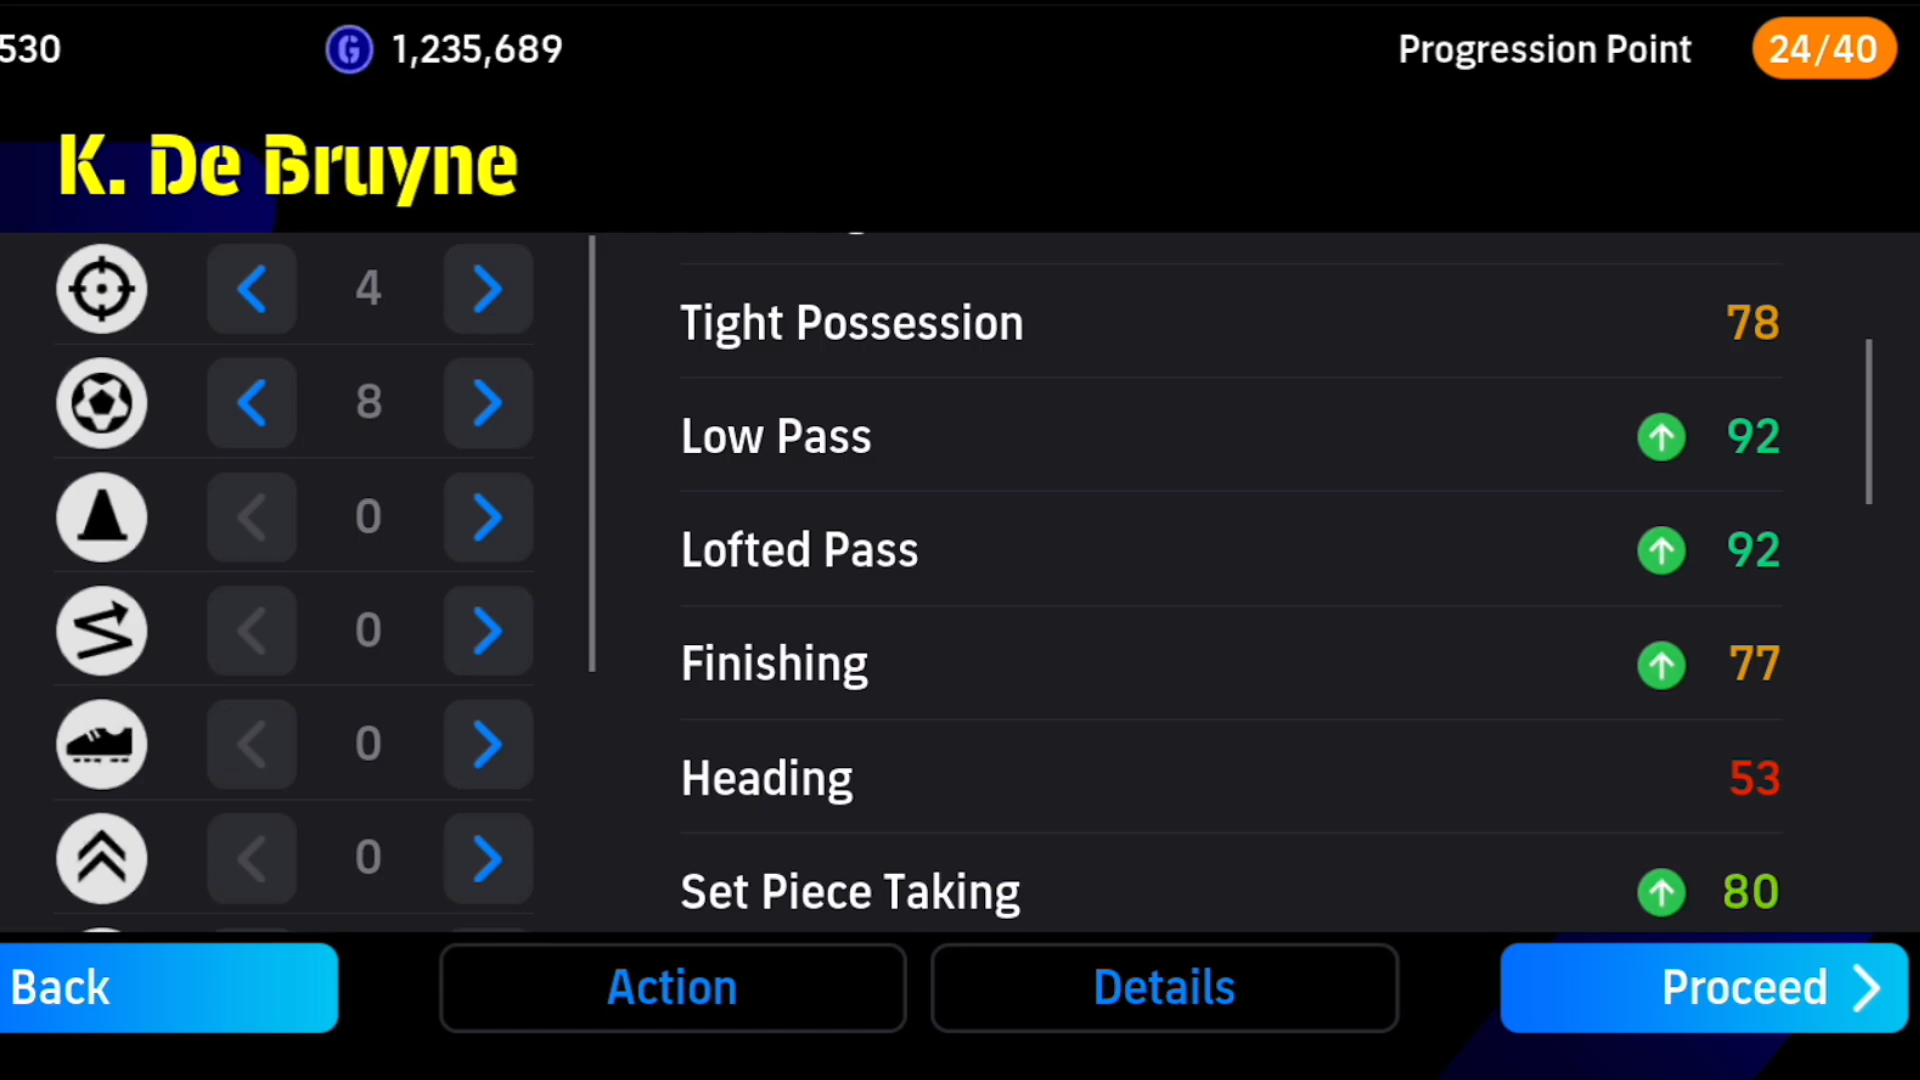 530
G 1,235,689
Progression Point 24/40
K. De Bruyne
4
8
0
0
0
0
Tight Possession 78
Low Pass 92
Lofted Pass 92
Finishing 77
Heading 53
Set Piece Taking 80
Back
Action
Details
Proceed